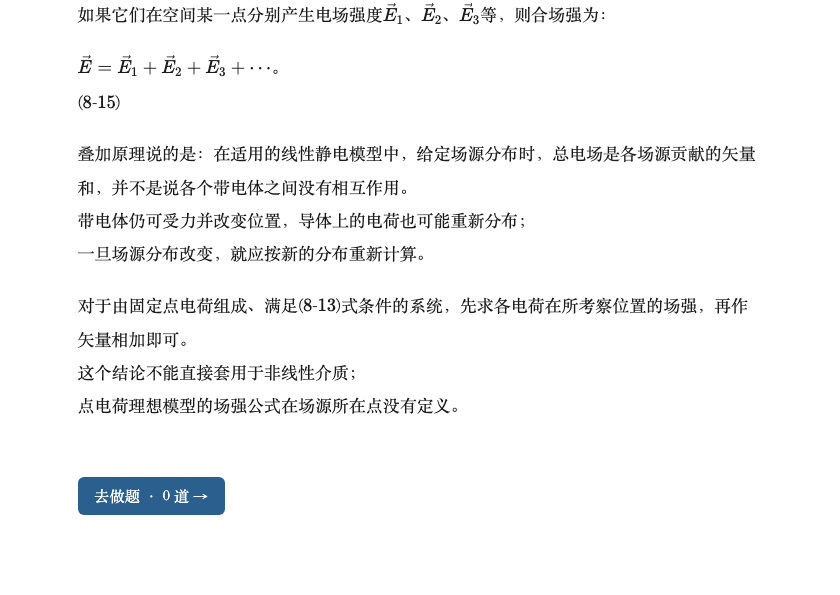 如果它们在空间某一点分别产生电场强度E⃗₁、E⃗₂、E⃗₃等，则合场强为：
E⃗ = E⃗₁ + E⃗₂ + E⃗₃ + ⋯。
(8-15)
叠加原理说的是：在适用的线性静电模型中，给定场源分布时，总电场是各场源贡献的矢量
和，并不是说各个带电体之间没有相互作用。
带电体仍可受力并改变位置，导体上的电荷也可能重新分布；
一旦场源分布改变，就应按新的分布重新计算。
对于由固定点电荷组成、满足(8-13)式条件的系统，先求各电荷在所考察位置的场强，再作
矢量相加即可。
这个结论不能直接套用于非线性介质；
点电荷理想模型的场强公式在场源所在点没有定义。
去做题 · 0 道 →